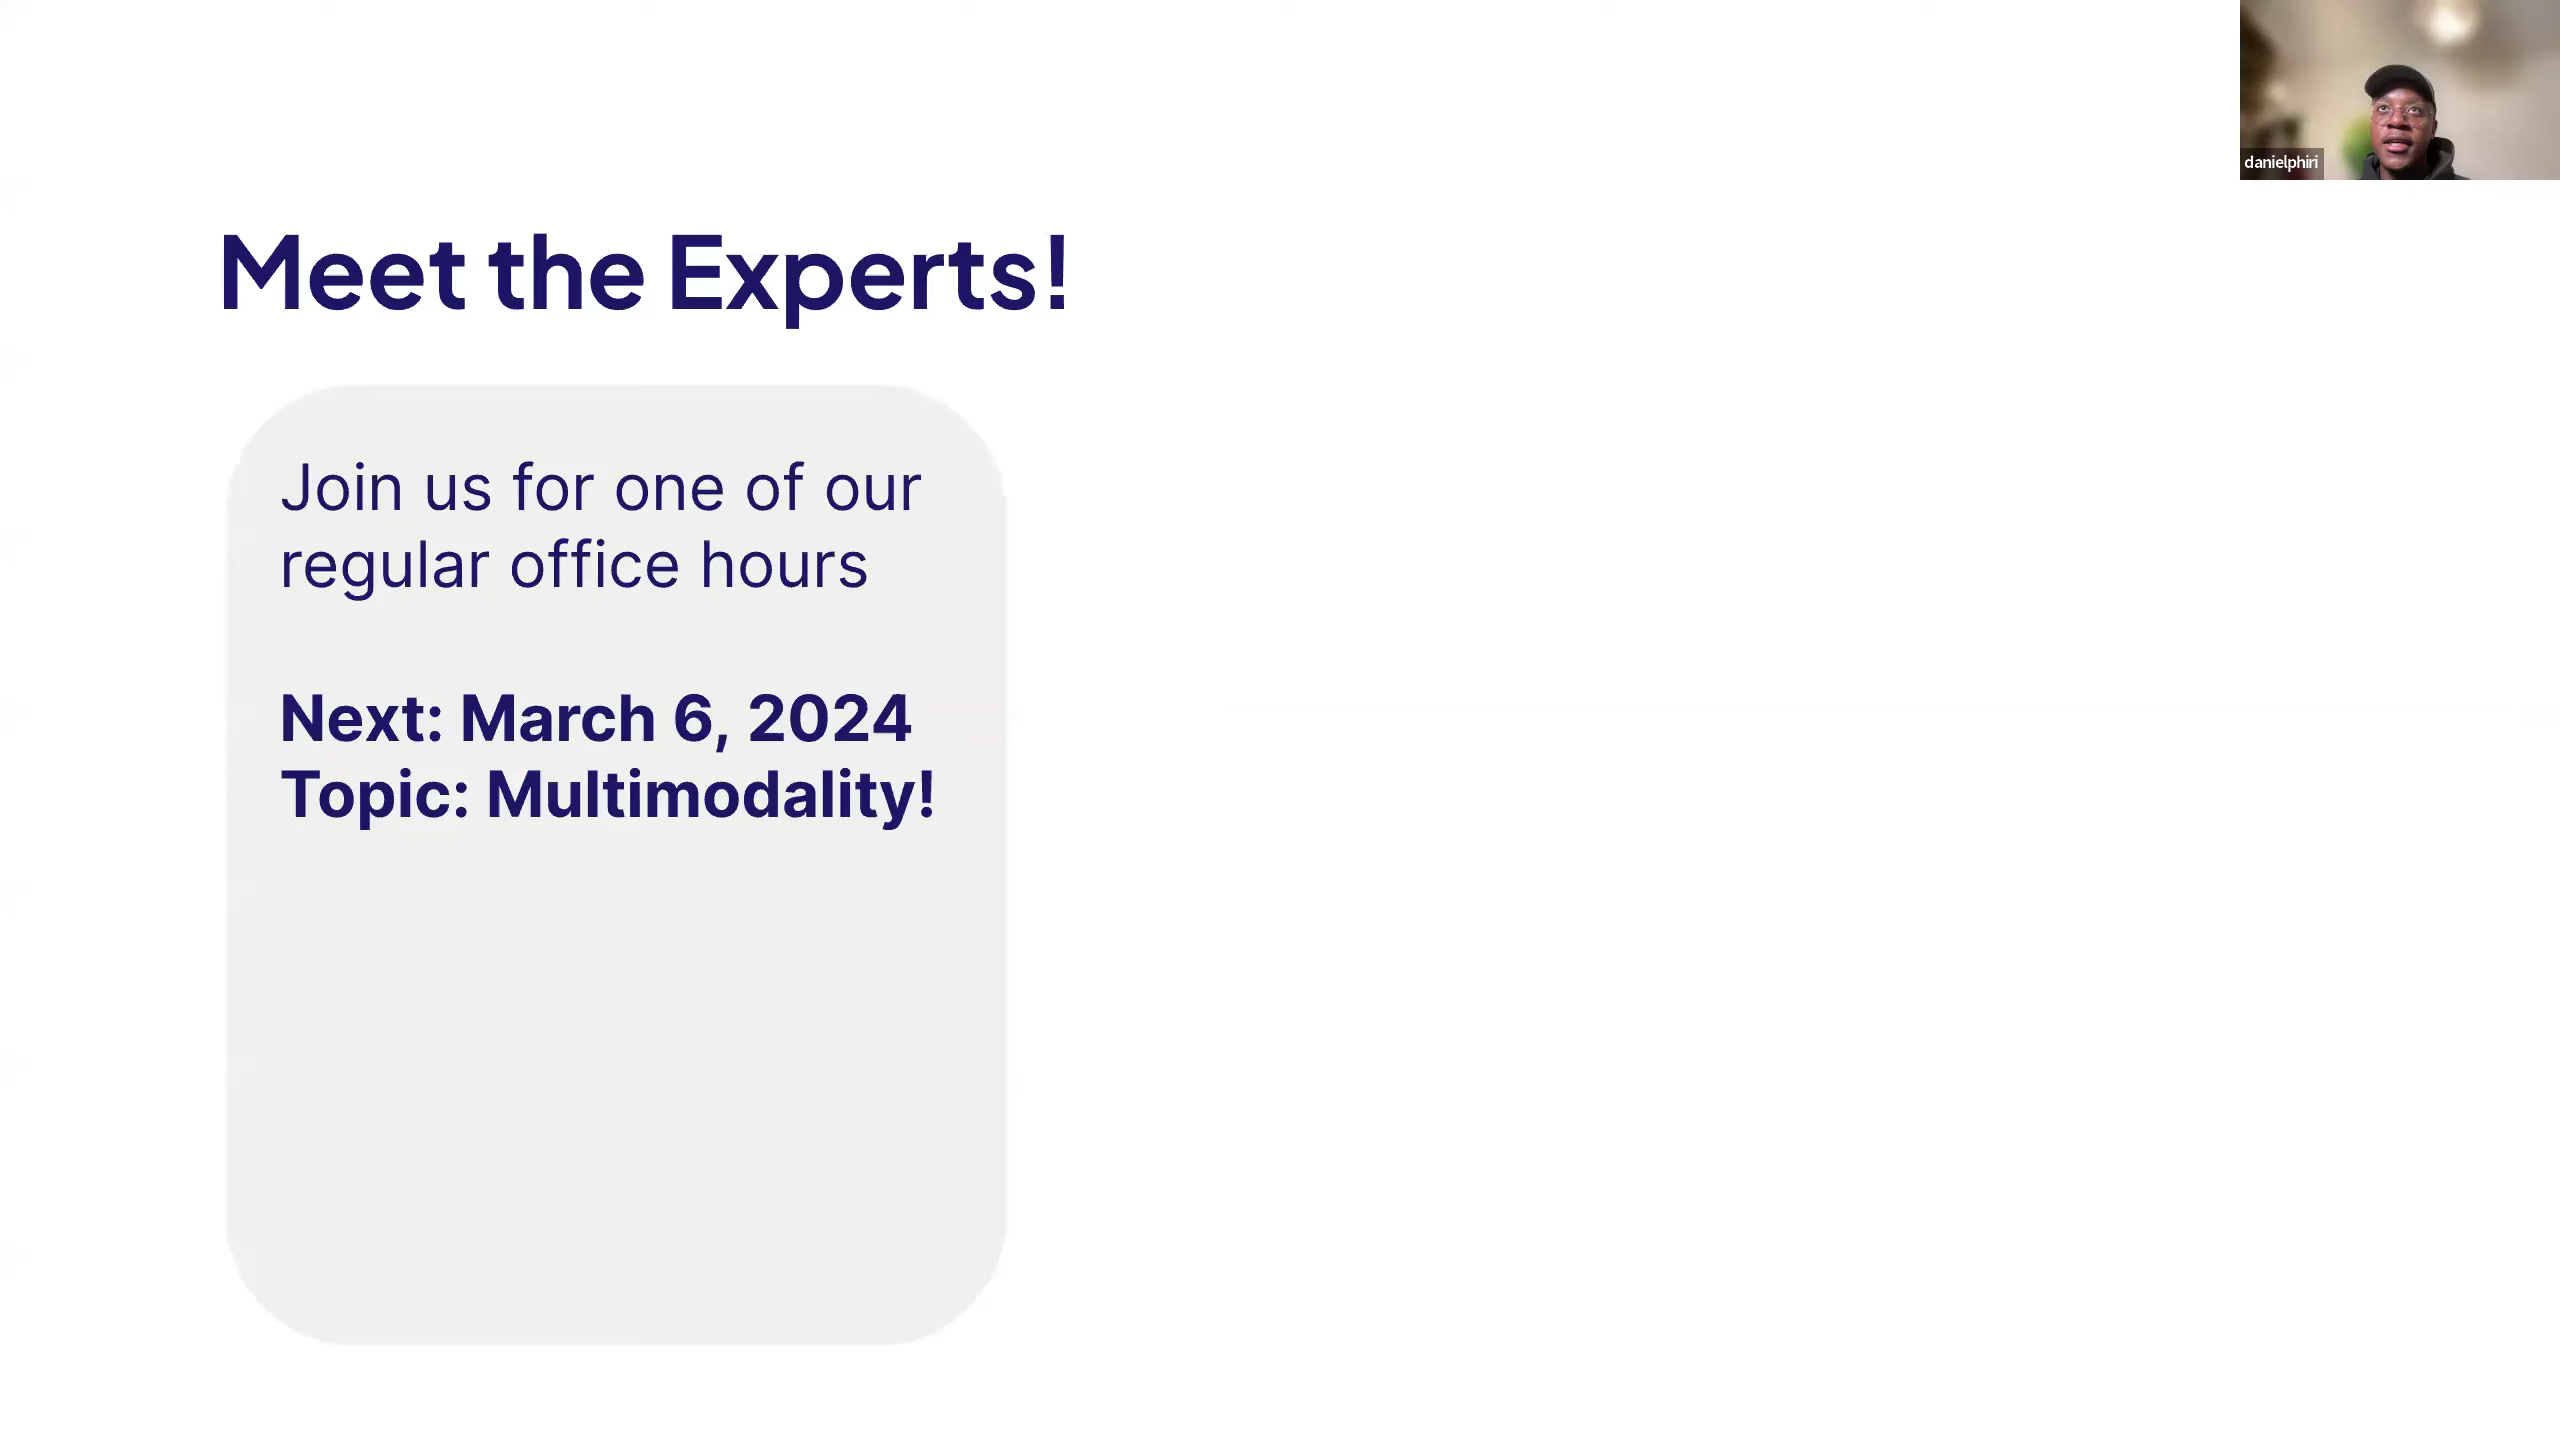 Meet the Experts!
Join us for one of our
regular office hours
Next: March 6, 2024
Topic: Multimodality!
danielphiri